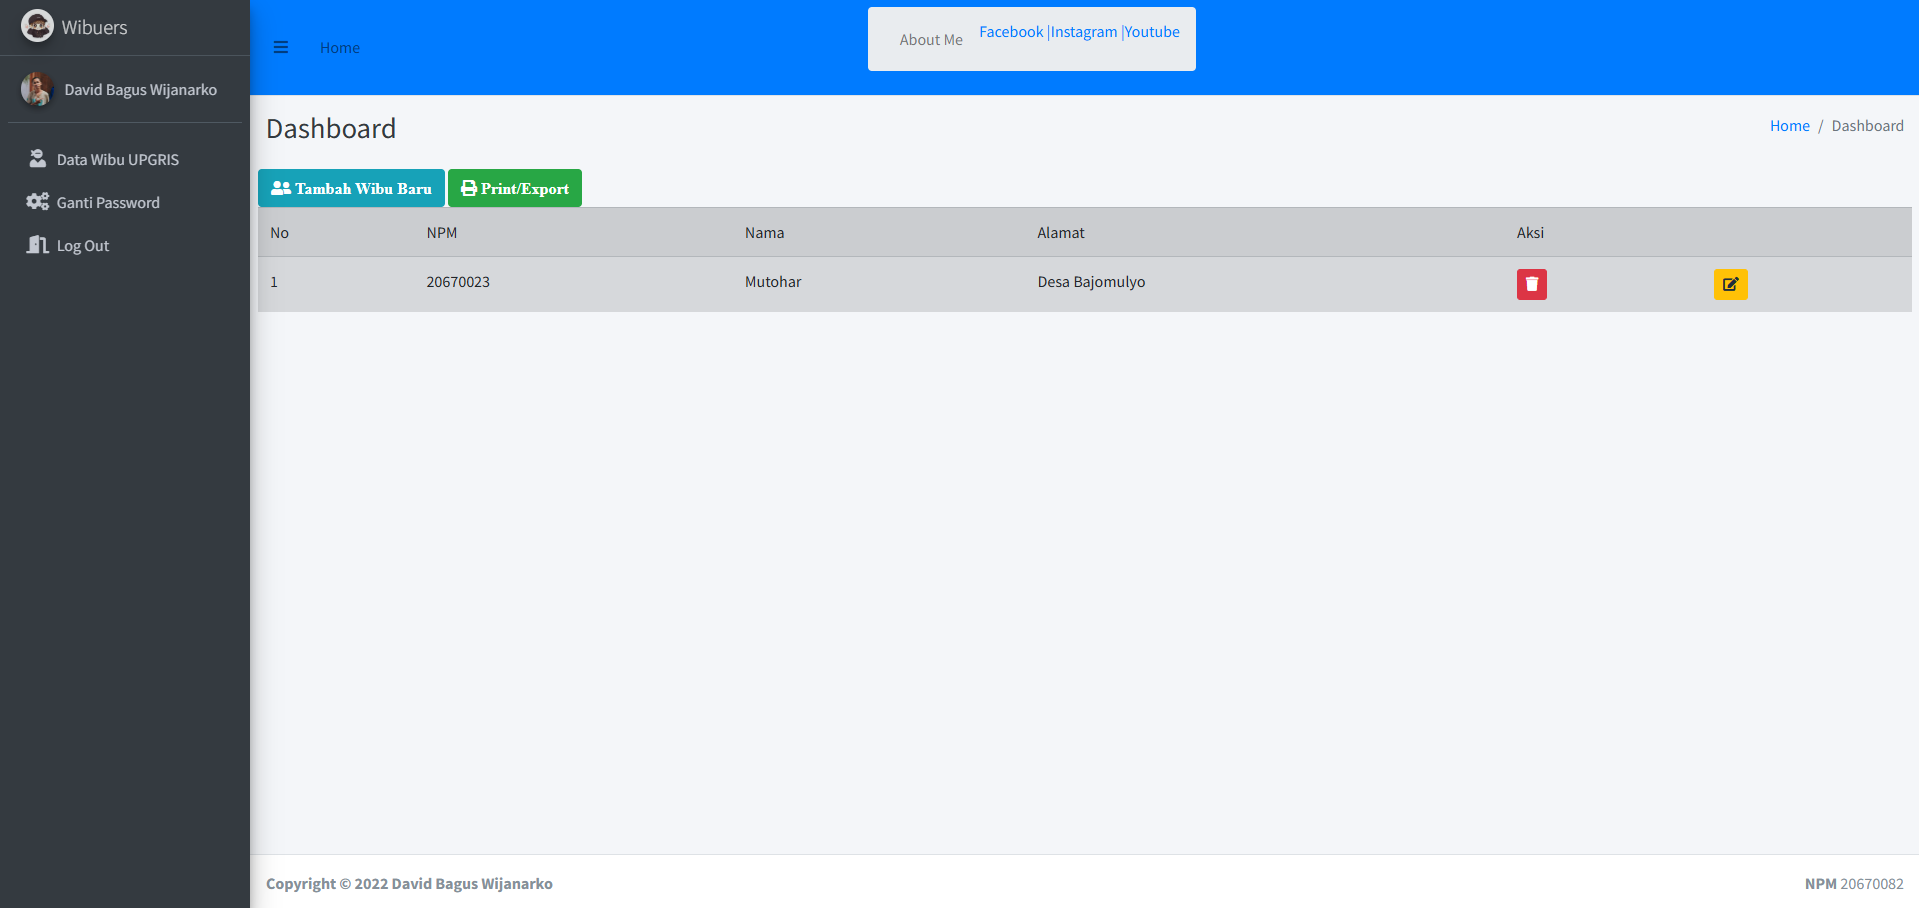 Wibuers
David Bagus Wijanarko
Data Wibu UPGRIS
Ganti Password
Log Out
Home
About Me
Facebook |Instagram |Youtube
Dashboard
Home / Dashboard
Tambah Wibu Baru
Print/Export
No NPM Nama Alamat Aksi
1 20670023 Mutohar Desa Bajomulyo
Copyright © 2022 David Bagus Wijanarko
NPM 20670082